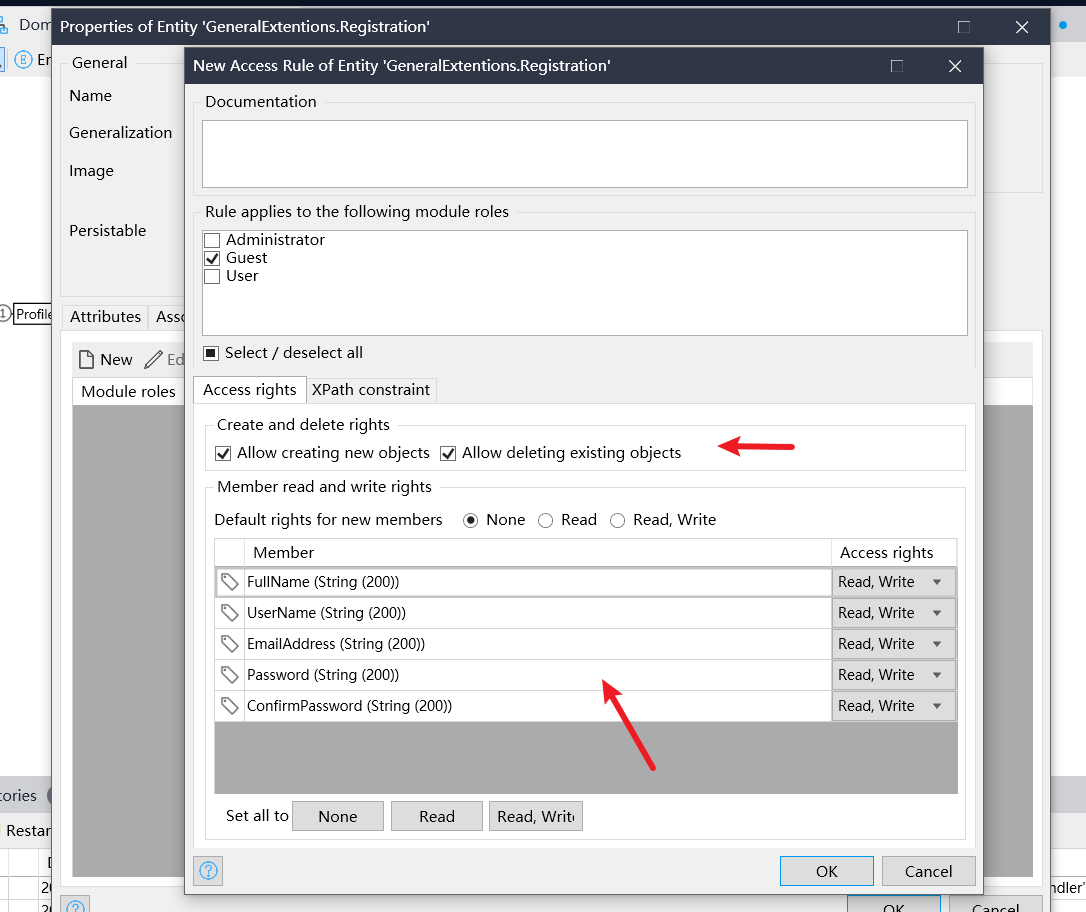 Dom
Properties of Entity 'GeneralExtentions.Registration'
E
General
New Access Rule of Entity 'GeneralExtentions.Registration'
Name
Documentation
Generalization
Image
Rule applies to the following module roles
Persistable
Administrator
Guest
User
1 Profile
Attributes
Select / deselect all
New
Module roles
Access rights
XPath constraint
Create and delete rights
Allow creating new objects
Allow deleting existing objects
Member read and write rights
Default rights for new members
None
Read
Read, Write
Member
Access rights
FullName (String (200))
Read, Write
UserName (String (200))
Read, Write
EmailAddress (String (200))
Read, Write
Password (String (200))
Read, Write
ConfirmPassword (String (200))
Read, Write
tories
Set all to
None
Read
Read, Writ
Restar
?
OK
Cancel
ndler'
?
OK
Cancel